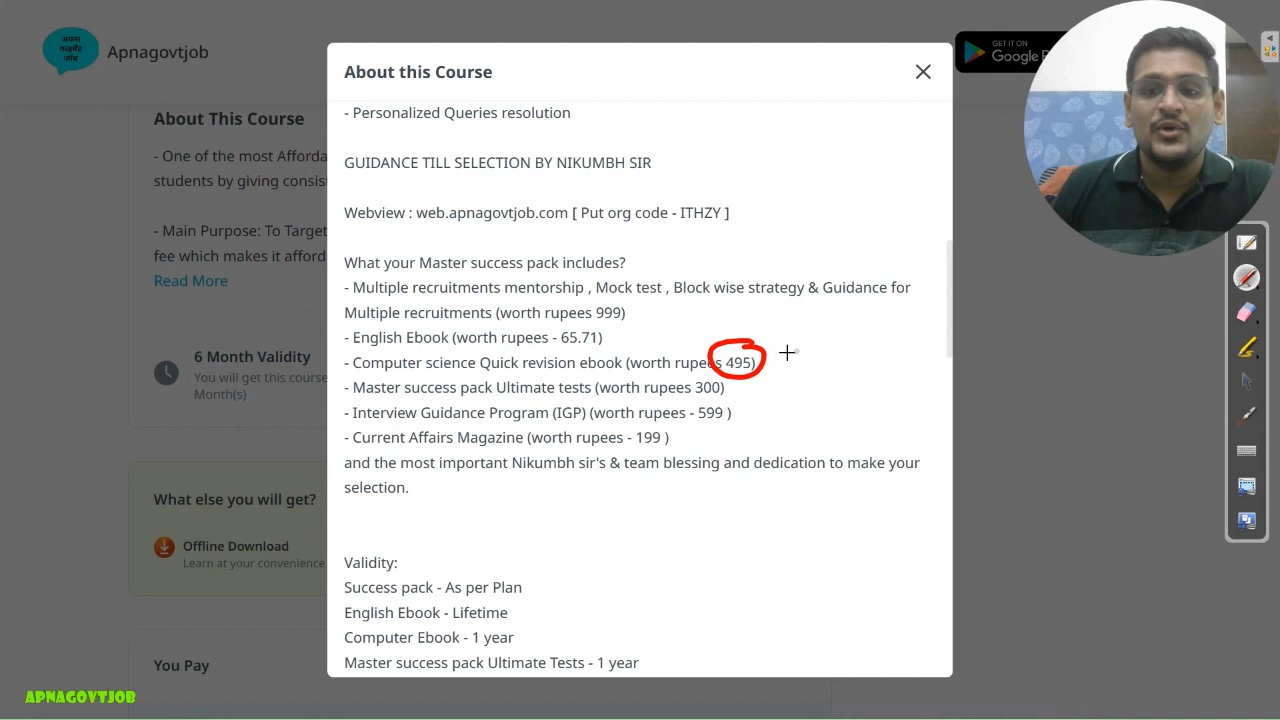 अपना
गवर्नमेंट
जॉब
Apnagovtjob
GET IT ON
Google
About this Course
- Personalized Queries resolution
GUIDANCE TILL SELECTION BY NIKUMBH SIR
Webview : web.apnagovtjob.com [ Put org code - ITHZY ]
What your Master success pack includes?
- Multiple recruitments mentorship , Mock test , Block wise strategy & Guidance for
Multiple recruitments (worth rupees 999)
- English Ebook (worth rupees - 65.71)
- Computer science Quick revision ebook (worth rupees 495)
- Master success pack Ultimate tests (worth rupees 300)
- Interview Guidance Program (IGP) (worth rupees - 599 )
- Current Affairs Magazine (worth rupees - 199 )
and the most important Nikumbh sir's & team blessing and dedication to make your
selection.
Validity:
Success pack - As per Plan
English Ebook - Lifetime
Computer Ebook - 1 year
Master success pack Ultimate Tests - 1 year
About This Course
- One of the most Afforda
students by giving consist
- Main Purpose: To Target
fee which makes it afford
Read More
6 Month Validity
You will get this course
Month(s)
What else you will get?
Offline Download
Learn at your convenience
You Pay
APNAGOVTJOB